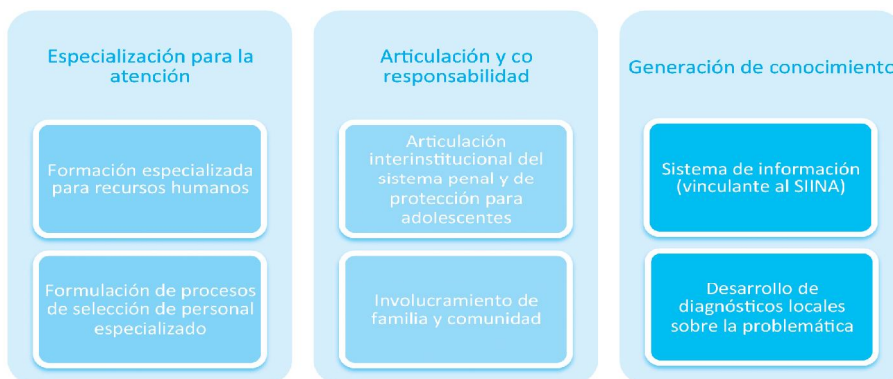 Especialización para la
atención
Formación especializada
para recursos humanos
Formulación de procesos
de selección de personal
especializado
Articulación y co
responsabilidad
Articulación
interinstitucional del
sistema penal y de
protección para
adolescentes
Involucramiento de
familia y comunidad
Generación de conocimiento
Sistema de información
(vinculante al SIINA)
Desarrollo de
diagnósticos locales
sobre la problemática